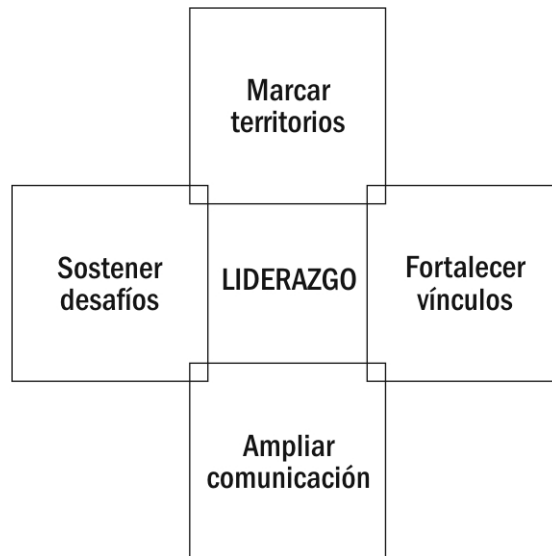 Marcar
territorios
Sostener
desafíos
LIDERAZGO
Fortalecer
vínculos
Ampliar
comunicación